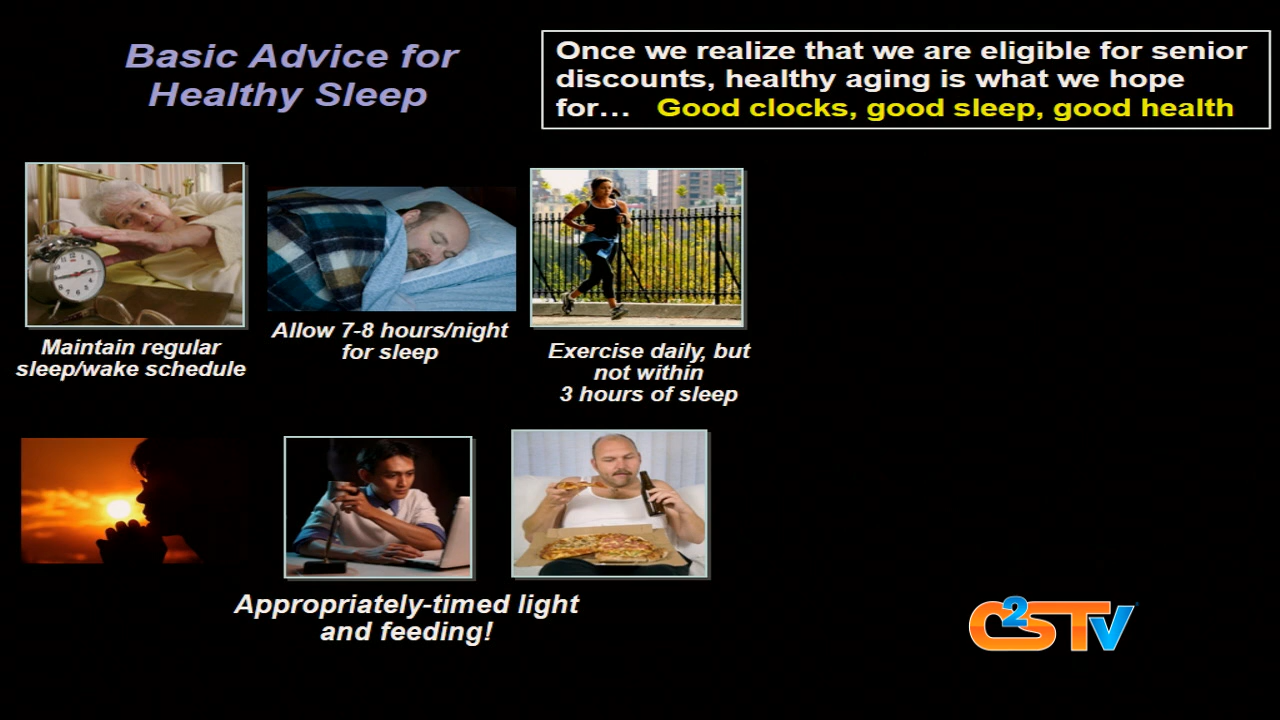 Basic Advice for
Healthy Sleep
Once we realize that we are eligible for senior
discounts, healthy aging is what we hope
for... Good clocks, good sleep, good health
Maintain regular
sleep/wake schedule
Allow 7-8 hours/night
for sleep
Exercise daily, but
not within
3 hours of sleep
Appropriately-timed light
and feeding!
C2STV